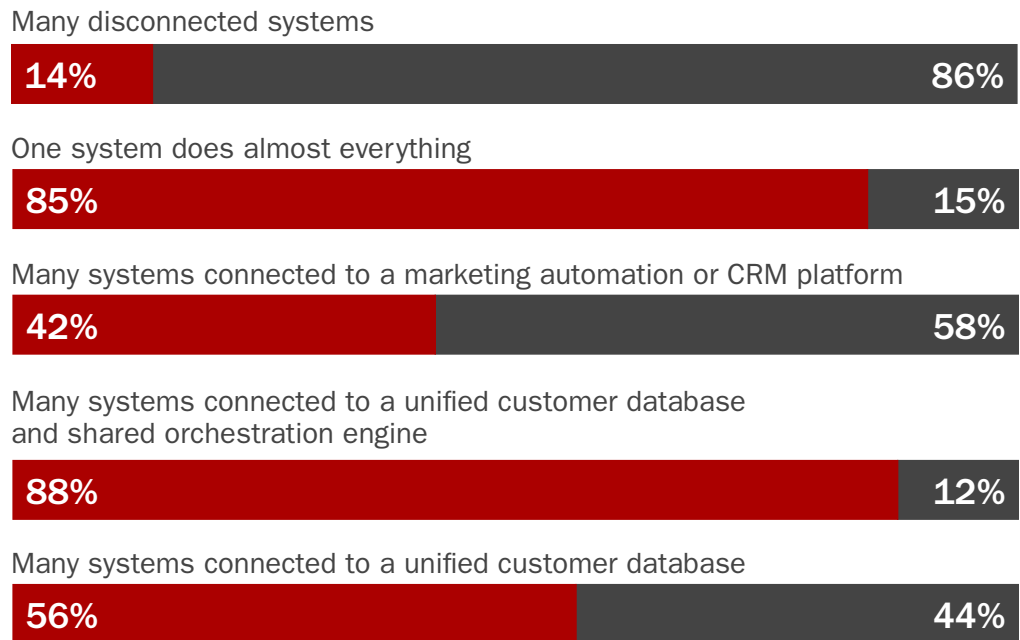 Many disconnected systems
14% 86%
One system does almost everything
85% 15%
Many systems connected to a marketing automation or CRM platform
42% 58%
Many systems connected to a unified customer database
and shared orchestration engine
88% 12%
Many systems connected to a unified customer database
56% 44%